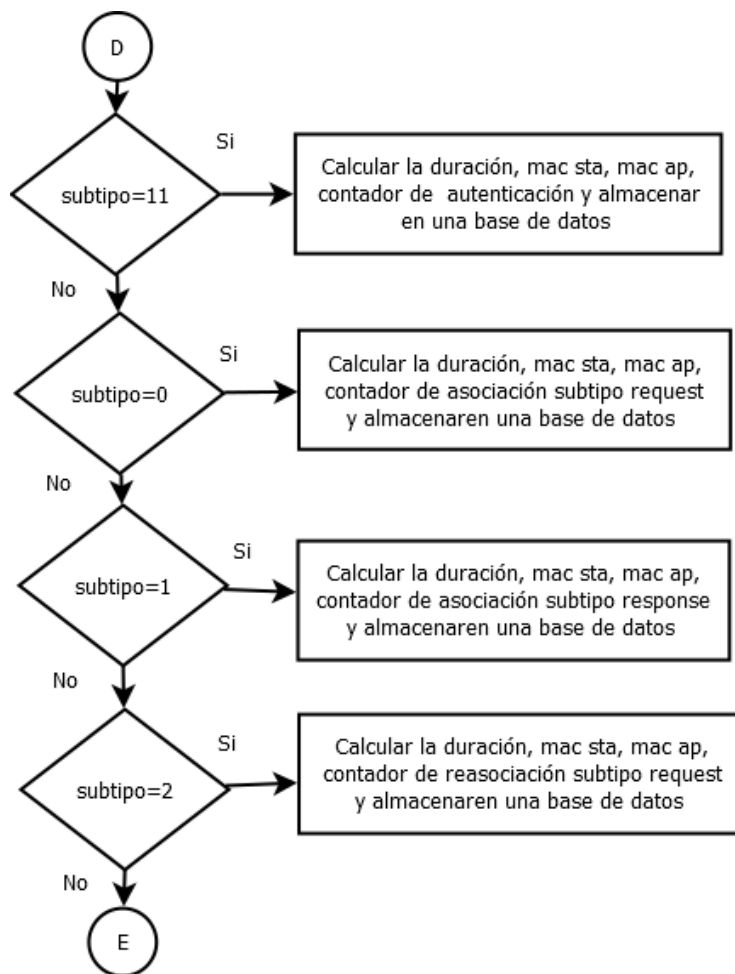 D
Si
subtipo=11
Calcular la duración, mac sta, mac ap,
contador de autenticación y almacenar
en una base de datos
No
Si
subtipo=0
Calcular la duración, mac sta, mac ap,
contador de asociación subtipo request
y almacenaren una base de datos
No
Si
subtipo=1
Calcular la duración, mac sta, mac ap,
contador de asociación subtipo response
y almacenaren una base de datos
No
Si
subtipo=2
Calcular la duración, mac sta, mac ap,
contador de reasociación subtipo request
y almacenaren una base de datos
No
E